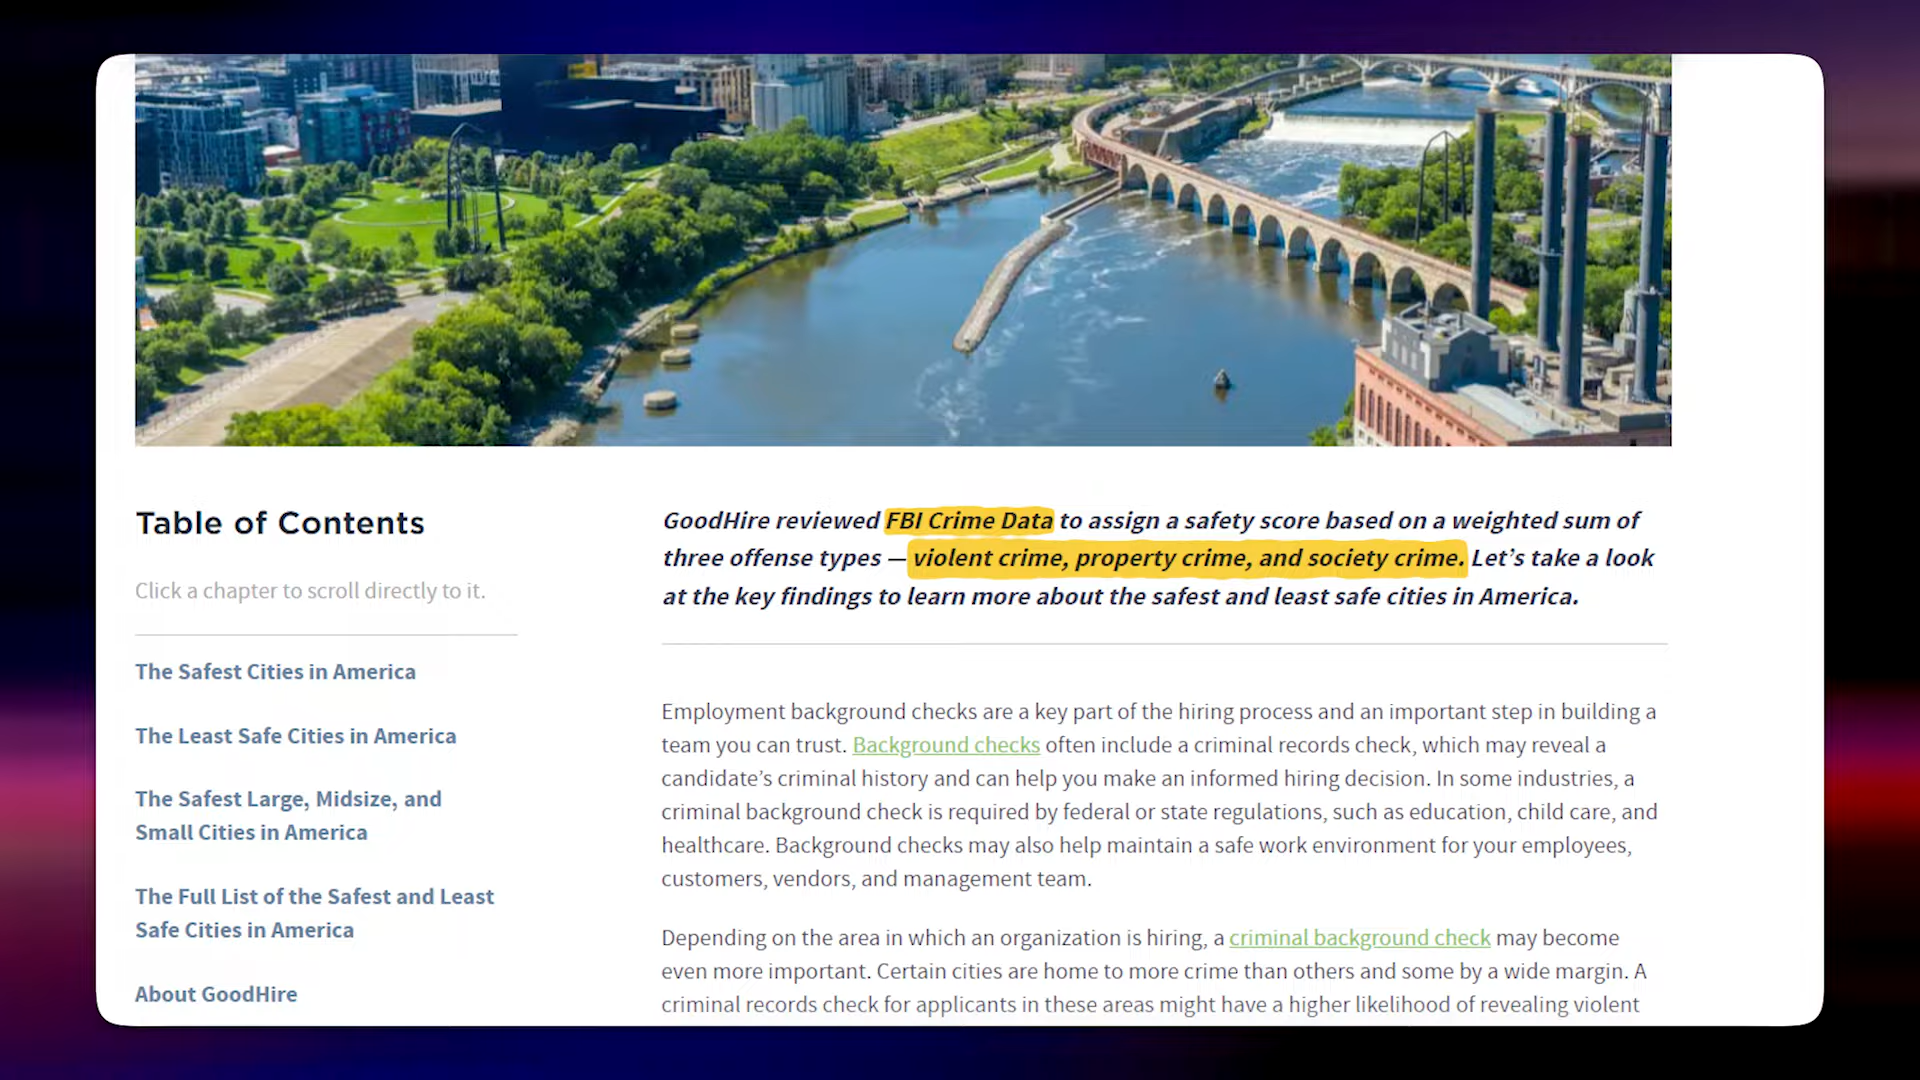 Table of Contents
Click a chapter to scroll directly to it.
The Safest Cities in America
The Least Safe Cities in America
The Safest Large, Midsize, and
Small Cities in America
The Full List of the Safest and Least
Safe Cities in America
About GoodHire
GoodHire reviewed FBI Crime Data to assign a safety score based on a weighted sum of
three offense types — violent crime, property crime, and society crime. Let’s take a look
at the key findings to learn more about the safest and least safe cities in America.
Employment background checks are a key part of the hiring process and an important step in building a
team you can trust. Background checks often include a criminal records check, which may reveal a
candidate’s criminal history and can help you make an informed hiring decision. In some industries, a
criminal background check is required by federal or state regulations, such as education, child care, and
healthcare. Background checks may also help maintain a safe work environment for your employees,
customers, vendors, and management team.
Depending on the area in which an organization is hiring, a criminal background check may become
even more important. Certain cities are home to more crime than others and some by a wide margin. A
criminal records check for applicants in these areas might have a higher likelihood of revealing violent